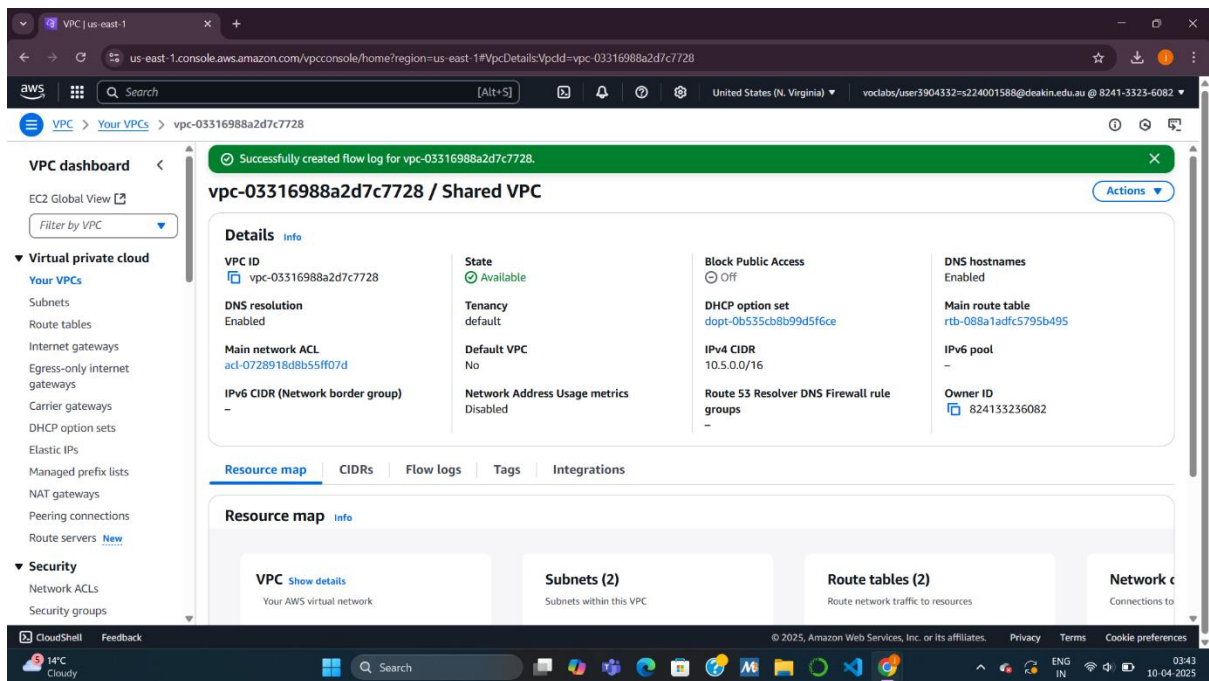 VPC | us-east-1
us-east-1.console.aws.amazon.com/vpcconsole/home?region=us-east-1#VpcDetails:VpcId=vpc-03316988a2d7c7728
aws
Search
[Alt+S]
United States (N. Virginia)
voclabs/user3904332=s224001588@deakin.edu.au @ 8241-3323-6082
VPC > Your VPCs > vpc-03316988a2d7c7728
VPC dashboard
EC2 Global View
Filter by VPC
Virtual private cloud
Your VPCs
Subnets
Route tables
Internet gateways
Egress-only internet
gateways
Carrier gateways
DHCP option sets
Elastic IPs
Managed prefix lists
NAT gateways
Peering connections
Route servers New
Security
Network ACLs
Security groups
Successfully created flow log for vpc-03316988a2d7c7728.
vpc-03316988a2d7c7728 / Shared VPC
Actions
Details Info
VPC ID
vpc-03316988a2d7c7728
State
Available
Block Public Access
Off
DNS hostnames
Enabled
DNS resolution
Enabled
Tenancy
default
DHCP option set
dopt-0b535cb8b99d5f6ce
Main route table
rtb-088a1adfc5795b495
Main network ACL
acl-0728918d8b55ff07d
Default VPC
No
IPv4 CIDR
10.5.0.0/16
IPv6 pool
–
IPv6 CIDR (Network border group)
–
Network Address Usage metrics
Disabled
Route 53 Resolver DNS Firewall rule
groups
–
Owner ID
824133236082
Resource map
CIDRs
Flow logs
Tags
Integrations
Resource map Info
VPC Show details
Your AWS virtual network
Subnets (2)
Subnets within this VPC
Route tables (2)
Route network traffic to resources
Network c
Connections to
CloudShell
Feedback
© 2025, Amazon Web Services, Inc. or its affiliates.
Privacy
Terms
Cookie preferences
5
14°C
Cloudy
Search
ENG
IN
03:43
10-04-2025